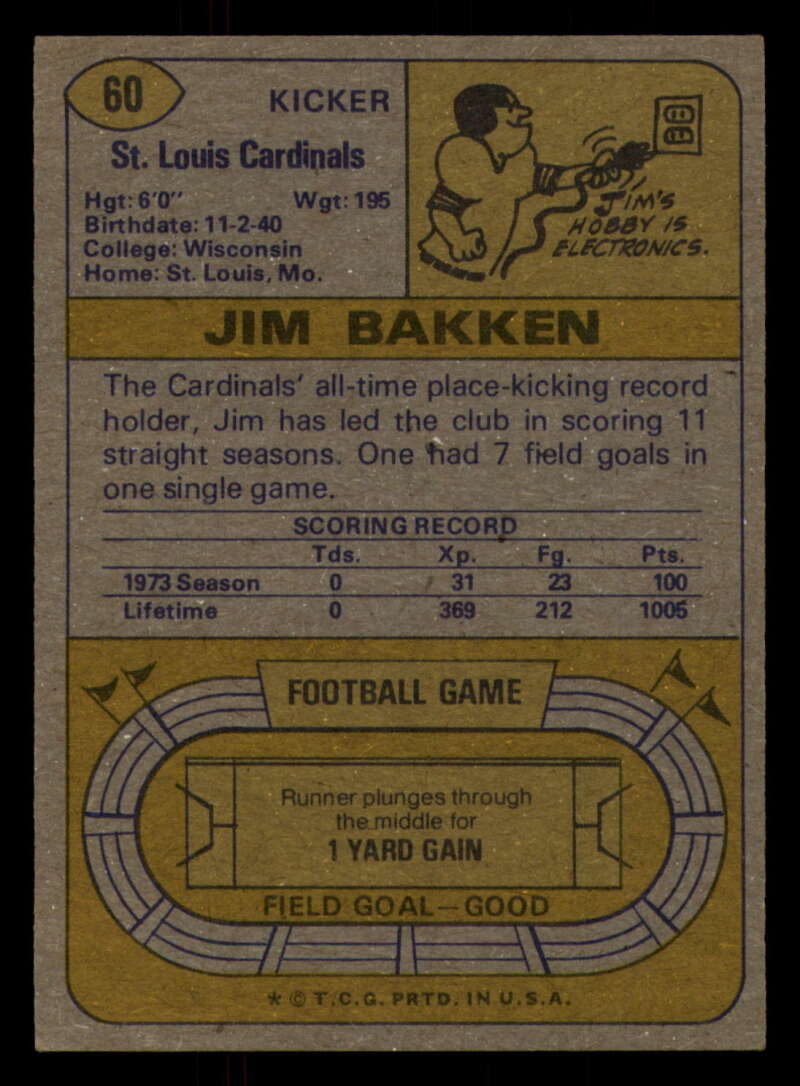 60
KICKER
St. Louis Cardinals
Hgt: 6'0" Wgt: 195
Birthdate: 11-2-40
College: Wisconsin
Home: St. Louis, Mo.
JIM'S
HOBBY IS
ELECTRONICS.
JIM BAKKEN
The Cardinals' all-time place-kicking record
holder, Jim has led the club in scoring 11
straight seasons. One had 7 field goals in
one single game.
SCORING RECORD
Tds. Xp. Fg. Pts.
1973 Season 0 31 23 100
Lifetime 0 369 212 1005
FOOTBALL GAME
Runner plunges through
the middle for
1 YARD GAIN
FIELD GOAL—GOOD
* © T.C.G. PRTD. IN U.S.A.